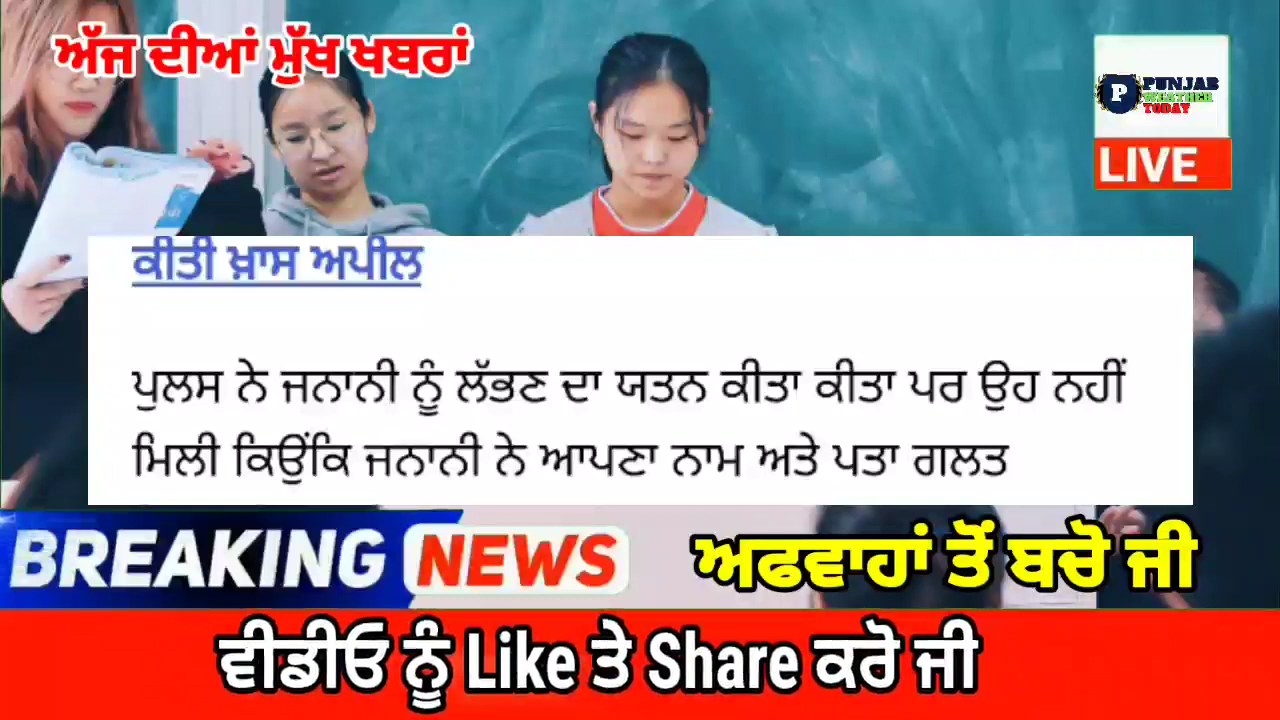 ਅੱਜ ਦੀਆਂ ਮੁੱਖ ਖਬਰਾਂ
P PUNJAB
WEATHER
TODAY
LIVE
ਕੀਤੀ ਖ਼ਾਸ ਅਪੀਲ
ਪੁਲਸ ਨੇ ਜਨਾਨੀ ਨੂੰ ਲੱਭਣ ਦਾ ਯਤਨ ਕੀਤਾ ਕੀਤਾ ਪਰ ਉਹ ਨਹੀਂ
ਮਿਲੀ ਕਿਉਂਕਿ ਜਨਾਨੀ ਨੇ ਆਪਣਾ ਨਾਮ ਅਤੇ ਪਤਾ ਗਲਤ
BREAKING NEWS
ਅਫਵਾਹਾਂ ਤੋਂ ਬਚੋ ਜੀ
ਵੀਡੀਓ ਨੂੰ Like ਤੇ Share ਕਰੋ ਜੀ